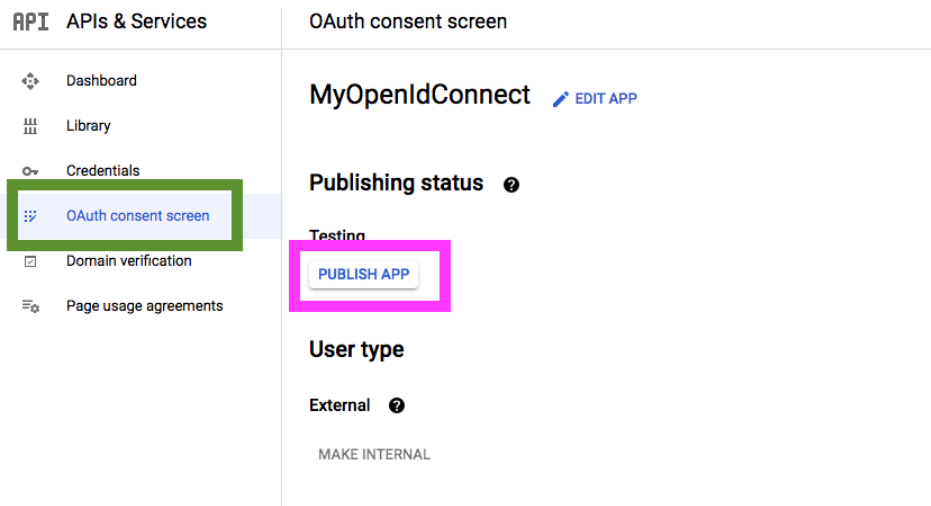 API APIs & Services
OAuth consent screen
Dashboard
Library
Credentials
OAuth consent screen
Domain verification
Page usage agreements
MyOpenIdConnect
EDIT APP
Publishing status
Testing
PUBLISH APP
User type
External
MAKE INTERNAL